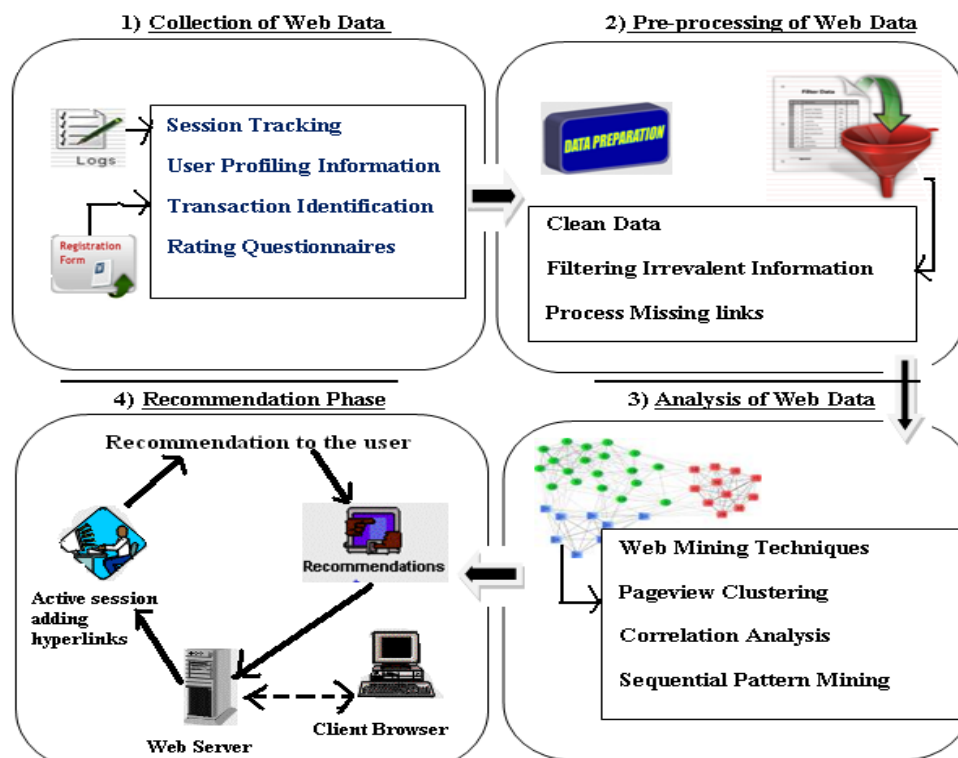 1) Collection of Web Data
Logs
Session Tracking
User Profiling Information
Transaction Identification
Rating Questionnaires
Registration
Form
2) Pre-processing of Web Data
DATA PREPARATION
Filter Data
Clean Data
Filtering Irrevalent Information
Process Missing links
3) Analysis of Web Data
Web Mining Techniques
Pageview Clustering
Correlation Analysis
Sequential Pattern Mining
4) Recommendation Phase
Recommendation to the user
Recommendations
Active session
adding
hyperlinks
Web Server
Client Browser